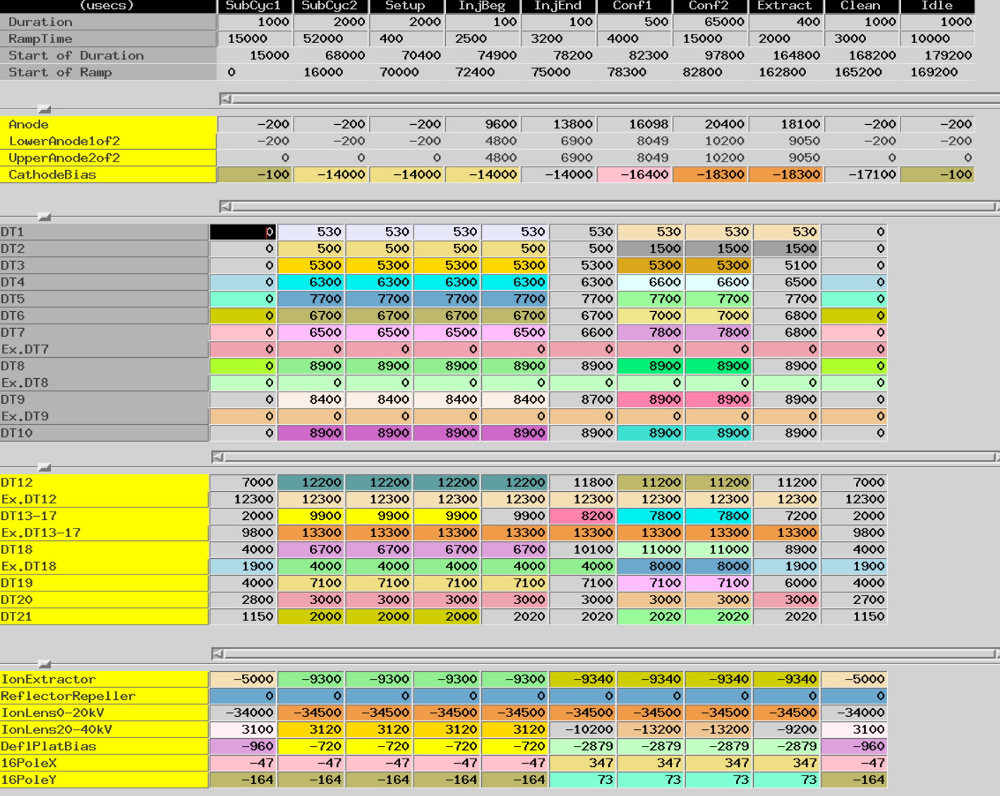 (usecs) SubCyc1 SubCyc2 Setup InjBeg InjEnd Conf1 Conf2 Extract Clean Idle
Duration 1000 2000 2000 100 100 500 65000 400 1000 1000
RampTime 15000 52000 400 2500 3200 4000 15000 2000 3000 10000
Start of Duration 15000 68000 70400 74900 78200 82300 97800 164800 168200 179200
Start of Ramp 0 16000 70000 72400 75000 78300 82800 162800 165200 169200
Anode -200 -200 -200 9600 13800 16098 20400 18100 -200 -200
LowerAnode1of2 -200 -200 -200 4800 6900 8049 10200 9050 -200 -200
UpperAnode2of2 0 0 0 4800 6900 8049 10200 9050 0 0
CathodeBias -100 -14000 -14000 -14000 -14000 -16400 -18300 -18300 -17100 -100
DT1 0 530 530 530 530 530 530 530 530 0
DT2 0 500 500 500 500 500 1500 1500 1500 0
DT3 0 5300 5300 5300 5300 5300 5300 5300 5100 0
DT4 0 6300 6300 6300 6300 6300 6600 6600 6500 0
DT5 0 7700 7700 7700 7700 7700 7700 7700 7700 0
DT6 0 6700 6700 6700 6700 6700 7000 7000 6800 0
DT7 0 6500 6500 6500 6500 6600 7800 7800 6800 0
Ex.DT7 0 0 0 0 0 0 0 0 0 0
DT8 0 8900 8900 8900 8900 8900 8900 8900 8900 0
Ex.DT8 0 0 0 0 0 0 0 0 0 0
DT9 0 8400 8400 8400 8400 8700 8900 8900 8900 0
Ex.DT9 0 0 0 0 0 0 0 0 0 0
DT10 0 8900 8900 8900 8900 8900 8900 8900 8900 0
DT12 7000 12200 12200 12200 12200 11800 11200 11200 11200 7000
Ex.DT12 12300 12300 12300 12300 12300 12300 12300 12300 12300 12300
DT13-17 2000 9900 9900 9900 9900 8200 7800 7800 7200 2000
Ex.DT13-17 9800 13300 13300 13300 13300 13300 13300 13300 13300 9800
DT18 4000 6700 6700 6700 6700 10100 11000 11000 8900 4000
Ex.DT18 1900 4000 4000 4000 4000 4000 8000 8000 1900 1900
DT19 4000 7100 7100 7100 7100 7100 7100 7100 6000 4000
DT20 2800 3000 3000 3000 3000 3000 3000 3000 3000 2700
DT21 1150 2000 2000 2000 2020 2020 2020 2020 2020 1150
IonExtractor -5000 -9300 -9300 -9300 -9300 -9340 -9340 -9340 -9340 -5000
ReflectorRepeller 0 0 0 0 0 0 0 0 0 0
IonLens0-20kV -34000 -34500 -34500 -34500 -34500 -34500 -34500 -34500 -34500 -34000
IonLens20-40kV 3100 3120 3120 3120 3120 -10200 -13200 -13200 -9200 3100
DeflPlatBias -960 -720 -720 -720 -720 -2879 -2879 -2879 -2879 -960
16PoleX -47 -47 -47 -47 -47 347 347 347 347 -47
16PoleY -164 -164 -164 -164 -164 73 73 73 73 -164